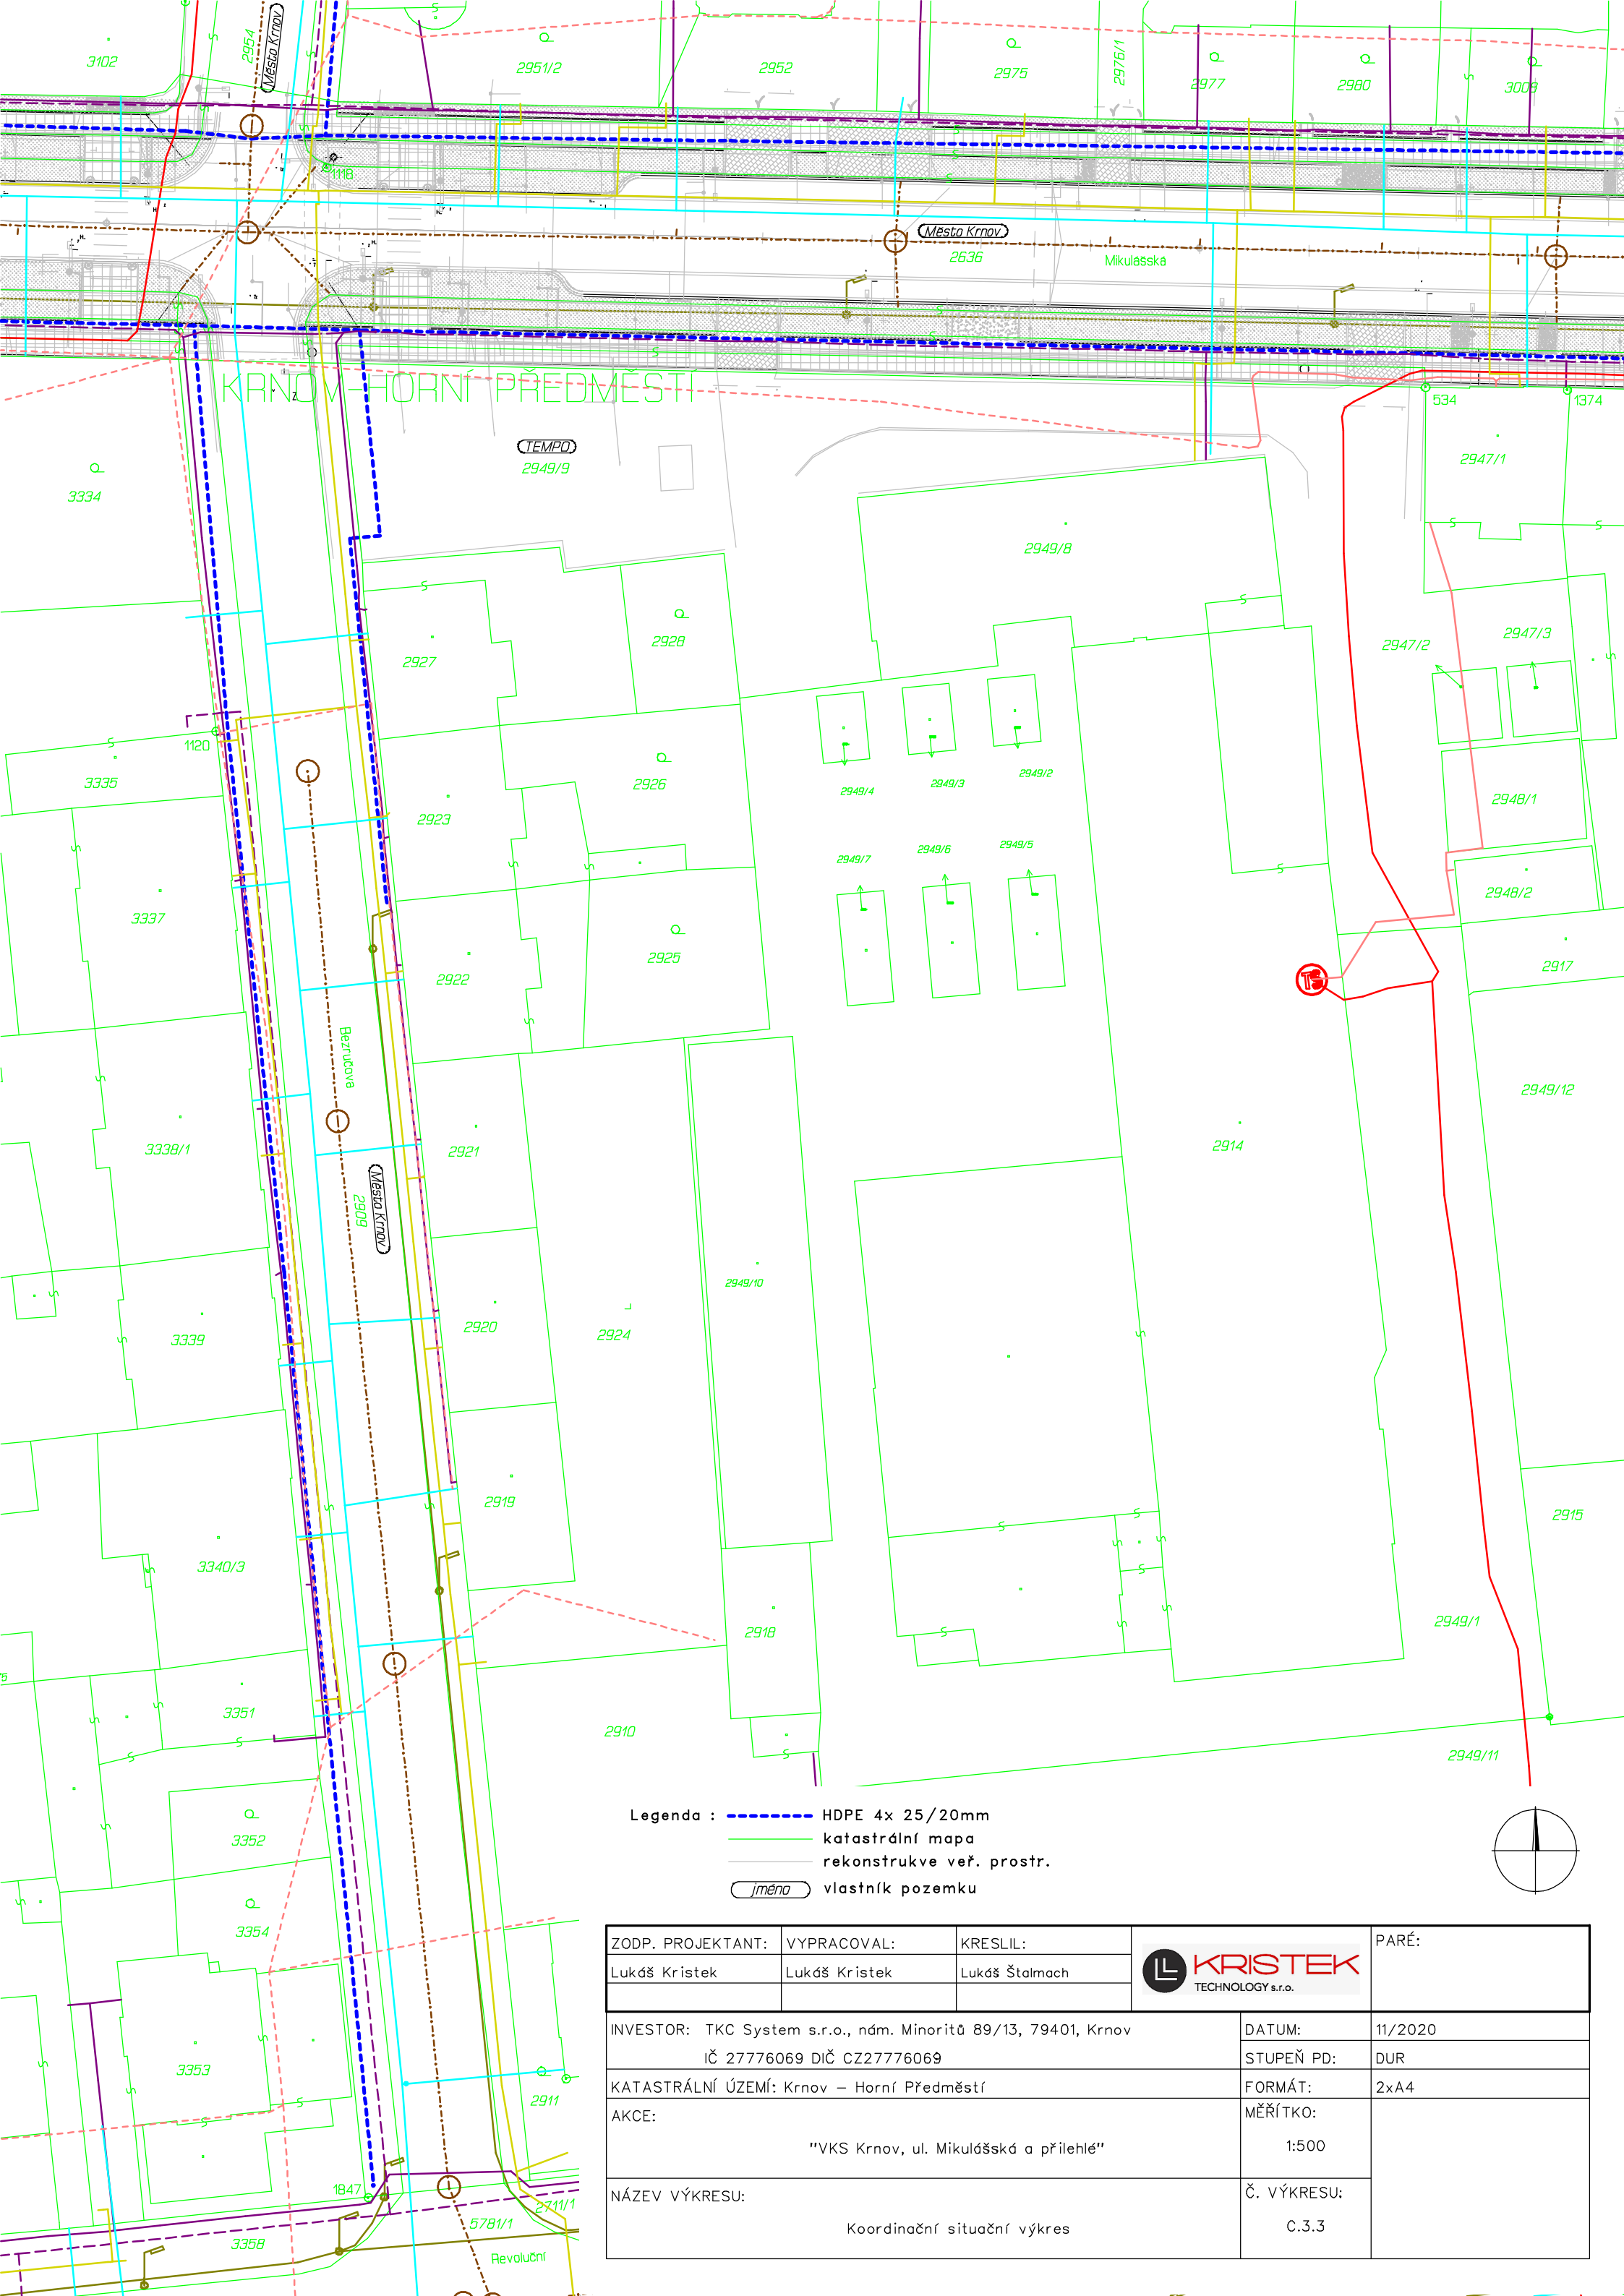 3102
2954
Město Krnov
2951/2
2952
2975
2976/1
2977
2980
3008
1118
Město Krnov
2636
Mikulášská
KRNOV-HORNÍ PŘEDMĚSTÍ
TEMPO
2949/9
534
1374
2947/1
3334
2949/8
2927
2928
2947/2
2947/3
1120
3335
2926
2949/4
2949/3
2949/2
2923
2948/1
2949/7
2949/6
2949/5
2948/2
3337
2925
2922
TS
2917
Bezručova
2949/12
3338/1
2921
2914
2909
Město Krnov
2949/10
3339
2920
2924
2919
2915
3340/3
2918
2949/1
3351
2910
2949/11
3352
3354
3353
2911
1847
5781/1
2711/1
3358
Revoluční
Legenda :
HDPE 4x 25/20mm
katastrální mapa
rekonstrukve veř. prostr.
jméno
vlastník pozemku
ZODP. PROJEKTANT:
VYPRACOVAL:
KRESLIL:
PARÉ:
Lukáš Kristek
Lukáš Kristek
Lukáš Štalmach
KRISTEK
TECHNOLOGY s.r.o.
INVESTOR: TKC System s.r.o., nám. Minoritů 89/13, 79401, Krnov
DATUM:
11/2020
IČ 27776069 DIČ CZ27776069
STUPEŇ PD:
DUR
KATASTRÁLNÍ ÚZEMÍ: Krnov – Horní Předměstí
FORMÁT:
2xA4
AKCE:
MĚŘÍTKO:
"VKS Krnov, ul. Mikulášská a přilehlé"
1:500
NÁZEV VÝKRESU:
Č. VÝKRESU:
Koordinační situační výkres
C.3.3